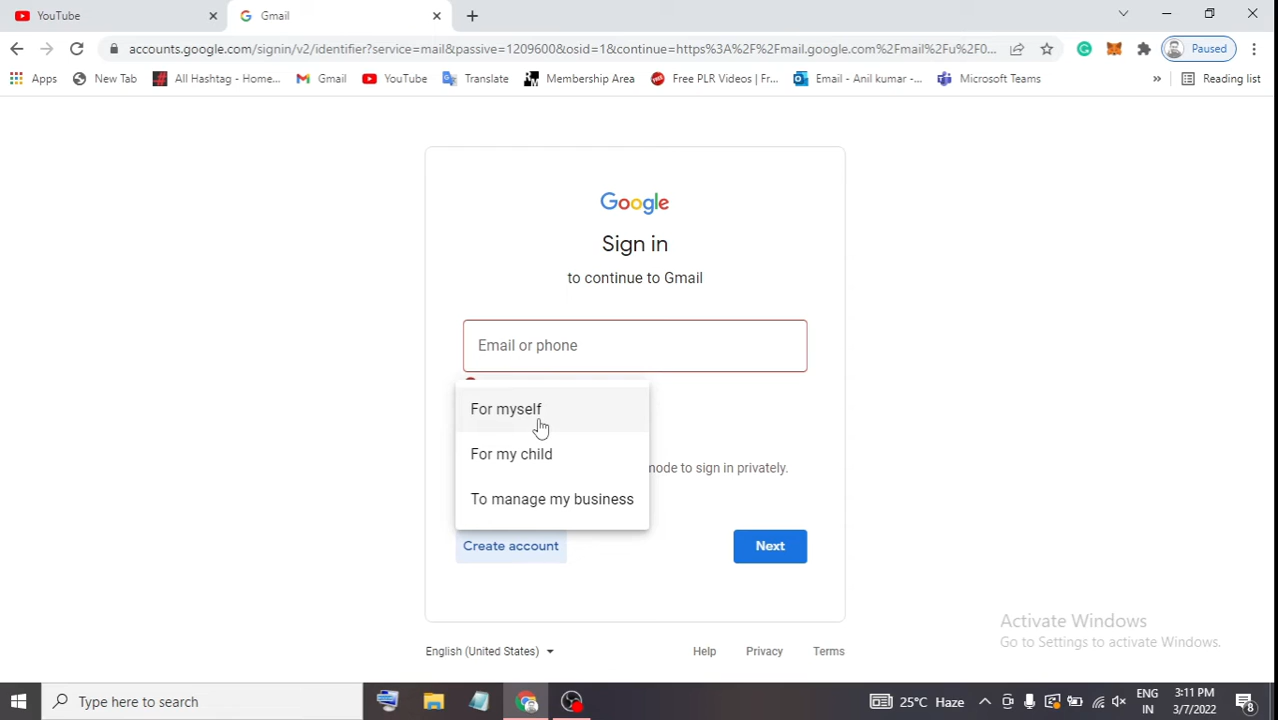 YouTube
Gmail
accounts.google.com/signin/v2/identifier?service=mail&passive=1209600&osid=1&continue=https%3A%2F%2Fmail.google.com%2Fmail%2Fu%2F0...
Paused
Apps
New Tab
All Hashtag - Home...
Gmail
YouTube
Translate
Membership Area
Free PLR Videos | Fr...
Email - Anil kumar -...
Microsoft Teams
»
Reading list
Google
Sign in
to continue to Gmail
Email or phone
For myself
For my child
mode to sign in privately.
To manage my business
Create account
Next
Activate Windows
Go to Settings to activate Windows.
English (United States)
Help
Privacy
Terms
Type here to search
25°C Haze
ENG
IN
3:11 PM
3/7/2022
8